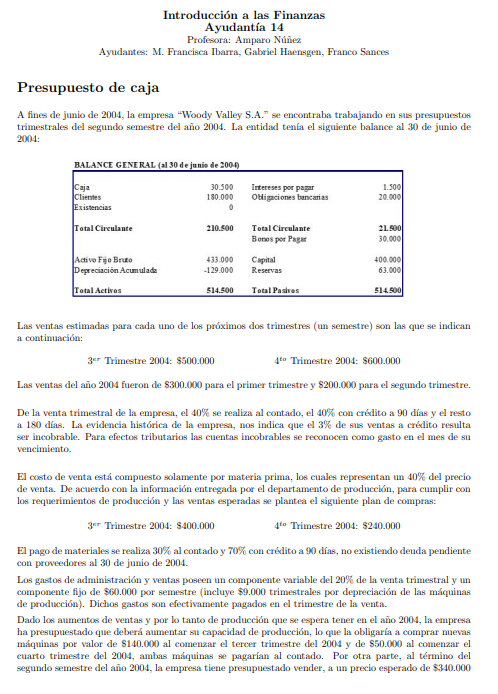 Introducción a las Finanzas
Ayudantía 14
Profesora: Amparo Núñez
Ayudantes: M. Francisca Ibarra, Gabriel Haensgen, Franco Sances
Presupuesto de caja
A fines de junio de 2004, la empresa "Woody Valley S.A." se encontraba trabajando en sus presupuestos
trimestrales del segundo semestre del año 2004. La entidad tenía el siguiente balance al 30 de junio de
2004:
BALANCE GENERAL (al 30 de junio de 2004)
Caja 30.500 Intereses por pagar 1.500
Clientes 180.000 Obligaciones bancarias 20.000
Existencias 0
Total Circulante 210.500 Total Circulante 21.500
Bonos por Pagar 30.000
Activo Fijo Bruto 433.000 Capital 400.000
Depreciación Acumulada -129.000 Reservas 63.000
Total Activos 514.500 Total Pasivos 514.500
Las ventas estimadas para cada uno de los próximos dos trimestres (un semestre) son las que se indican
a continuación:
3er Trimestre 2004: $500.000 4to Trimestre 2004: $600.000
Las ventas del año 2004 fueron de $300.000 para el primer trimestre y $200.000 para el segundo trimestre.
De la venta trimestral de la empresa, el 40% se realiza al contado, el 40% con crédito a 90 días y el resto
a 180 días. La evidencia histórica de la empresa, nos indica que el 3% de sus ventas a crédito resulta
ser incobrable. Para efectos tributarios las cuentas incobrables se reconocen como gasto en el mes de su
vencimiento.
El costo de venta está compuesto solamente por materia prima, los cuales representan un 40% del precio
de venta. De acuerdo con la información entregada por el departamento de producción, para cumplir con
los requerimientos de producción y las ventas esperadas se plantea el siguiente plan de compras:
3er Trimestre 2004: $400.000 4to Trimestre 2004: $240.000
El pago de materiales se realiza 30% al contado y 70% con crédito a 90 días, no existiendo deuda pendiente
con proveedores al 30 de junio de 2004.
Los gastos de administración y ventas poseen un componente variable del 20% de la venta trimestral y un
componente fijo de $60.000 por semestre (incluye $9.000 trimestrales por depreciación de las máquinas
de producción). Dichos gastos son efectivamente pagados en el trimestre de la venta.
Dado los aumentos de ventas y por lo tanto de producción que se espera tener en el año 2004, la empresa
ha presupuestado que deberá aumentar su capacidad de producción, lo que la obligaría a comprar nuevas
máquinas por valor de $140.000 al comenzar el tercer trimestre del 2004 y de $50.000 al comenzar el
cuarto trimestre del 2004, ambas máquinas se pagarían al contado. Por otra parte, al término del
segundo semestre del año 2004, la empresa tiene presupuestado vender, a un precio esperado de $340.000